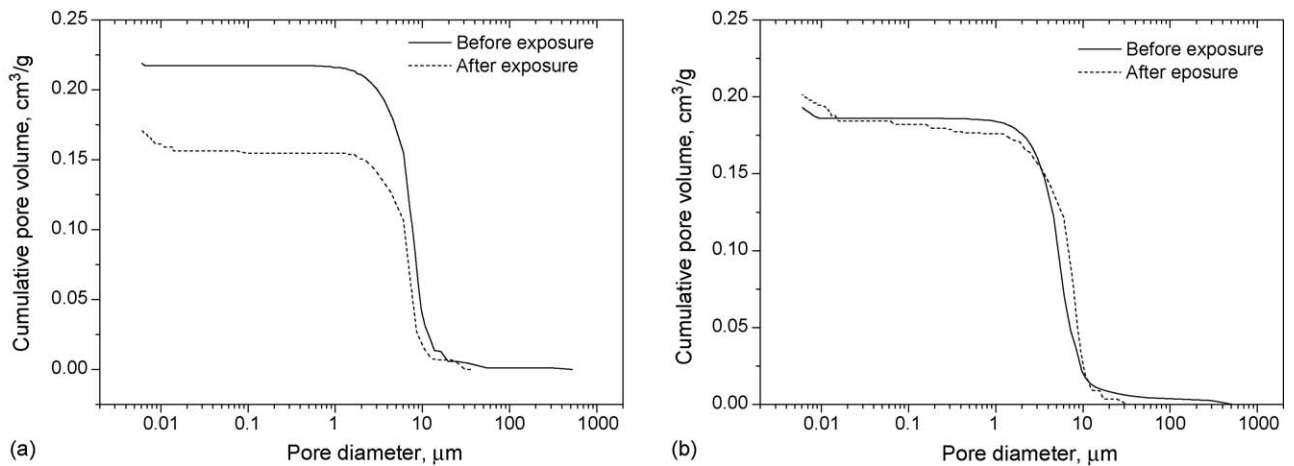 0.25
0.20
0.15
0.10
0.05
0.00
Cumulative pore volume, cm³/g
Before exposure
After exposure
0.01 0.1 1 10 100 1000
Pore diameter, μm
(a)
0.25
0.20
0.15
0.10
0.05
0.00
Cumulative pore volume, cm³/g
Before exposure
After eposure
0.01 0.1 1 10 100 1000
Pore diameter, μm
(b)